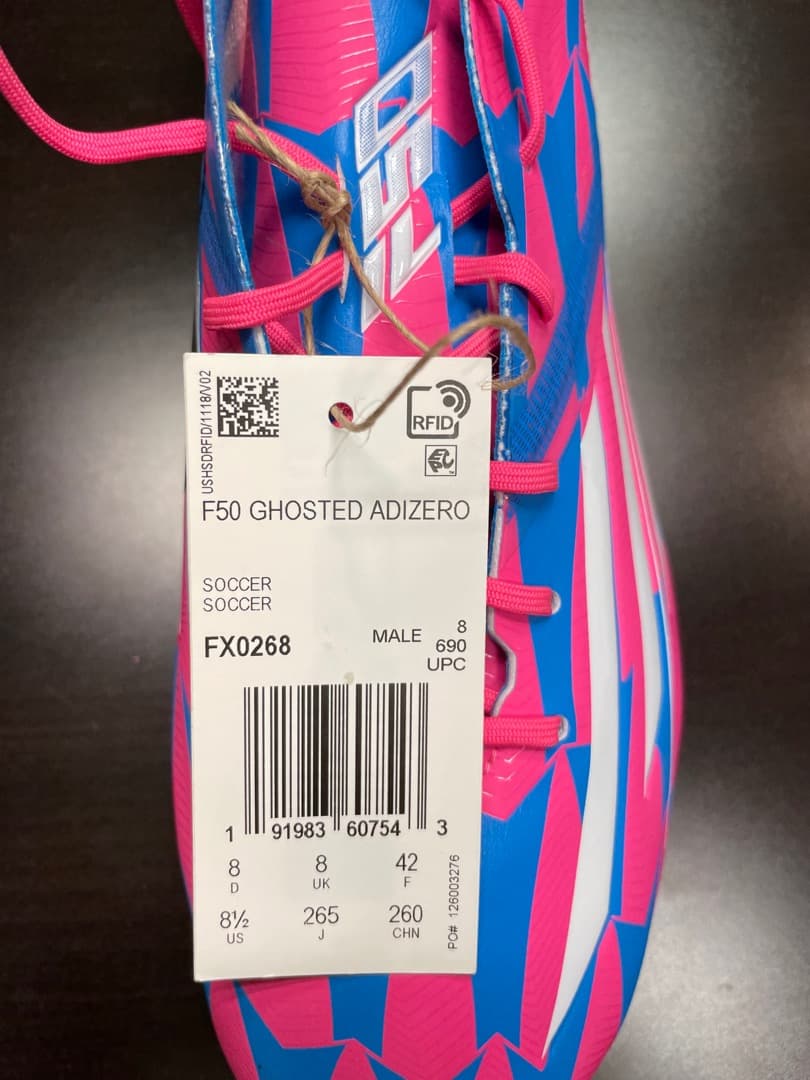 F50
USHSDRFID/1118/V02
RFID
EPC
F50 GHOSTED ADIZERO
SOCCER
SOCCER
FX0268
MALE 8
690
UPC
1 91983 60754 3
8 8 42
D UK F
8½ 265 260
US J CHN
PO# 126003276